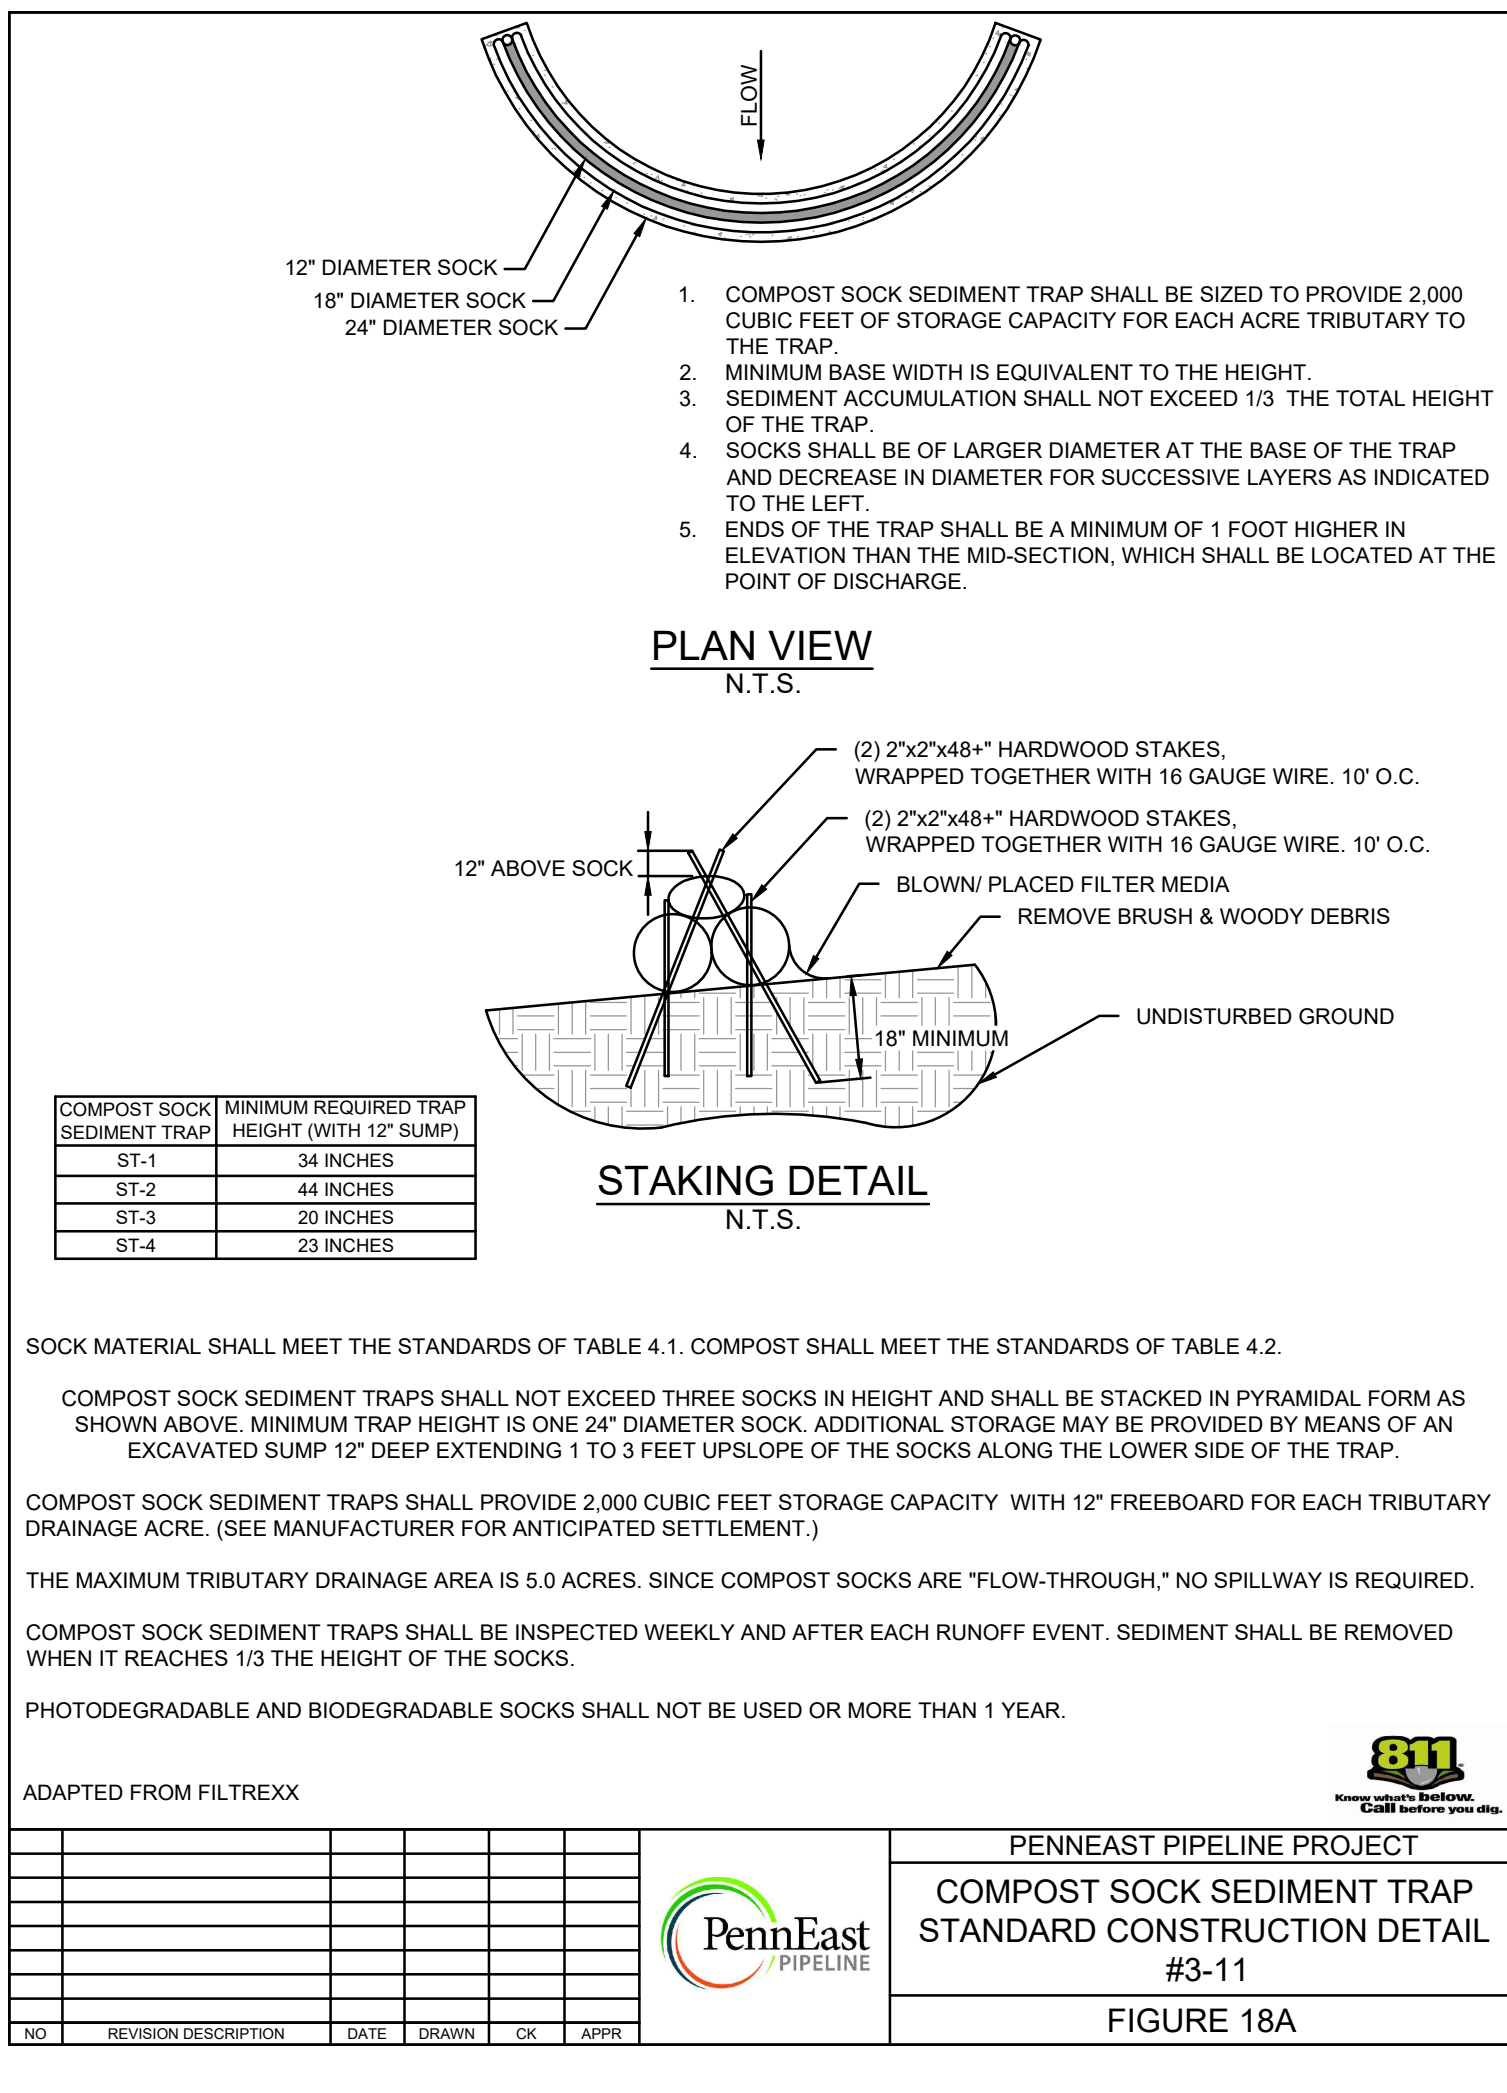 FLOW
12" DIAMETER SOCK
18" DIAMETER SOCK
24" DIAMETER SOCK
1. COMPOST SOCK SEDIMENT TRAP SHALL BE SIZED TO PROVIDE 2,000
CUBIC FEET OF STORAGE CAPACITY FOR EACH ACRE TRIBUTARY TO
THE TRAP.
2. MINIMUM BASE WIDTH IS EQUIVALENT TO THE HEIGHT.
3. SEDIMENT ACCUMULATION SHALL NOT EXCEED 1/3 THE TOTAL HEIGHT
OF THE TRAP.
4. SOCKS SHALL BE OF LARGER DIAMETER AT THE BASE OF THE TRAP
AND DECREASE IN DIAMETER FOR SUCCESSIVE LAYERS AS INDICATED
TO THE LEFT.
5. ENDS OF THE TRAP SHALL BE A MINIMUM OF 1 FOOT HIGHER IN
ELEVATION THAN THE MID-SECTION, WHICH SHALL BE LOCATED AT THE
POINT OF DISCHARGE.
PLAN VIEW
N.T.S.
(2) 2"x2"x48+" HARDWOOD STAKES,
WRAPPED TOGETHER WITH 16 GAUGE WIRE. 10' O.C.
(2) 2"x2"x48+" HARDWOOD STAKES,
WRAPPED TOGETHER WITH 16 GAUGE WIRE. 10' O.C.
12" ABOVE SOCK
BLOWN/ PLACED FILTER MEDIA
REMOVE BRUSH & WOODY DEBRIS
UNDISTURBED GROUND
18" MINIMUM
STAKING DETAIL
N.T.S.
COMPOST SOCK SEDIMENT TRAP MINIMUM REQUIRED TRAP HEIGHT (WITH 12" SUMP)
ST-1 34 INCHES
ST-2 44 INCHES
ST-3 20 INCHES
ST-4 23 INCHES
SOCK MATERIAL SHALL MEET THE STANDARDS OF TABLE 4.1. COMPOST SHALL MEET THE STANDARDS OF TABLE 4.2.
COMPOST SOCK SEDIMENT TRAPS SHALL NOT EXCEED THREE SOCKS IN HEIGHT AND SHALL BE STACKED IN PYRAMIDAL FORM AS
SHOWN ABOVE. MINIMUM TRAP HEIGHT IS ONE 24" DIAMETER SOCK. ADDITIONAL STORAGE MAY BE PROVIDED BY MEANS OF AN
EXCAVATED SUMP 12" DEEP EXTENDING 1 TO 3 FEET UPSLOPE OF THE SOCKS ALONG THE LOWER SIDE OF THE TRAP.
COMPOST SOCK SEDIMENT TRAPS SHALL PROVIDE 2,000 CUBIC FEET STORAGE CAPACITY WITH 12" FREEBOARD FOR EACH TRIBUTARY
DRAINAGE ACRE. (SEE MANUFACTURER FOR ANTICIPATED SETTLEMENT.)
THE MAXIMUM TRIBUTARY DRAINAGE AREA IS 5.0 ACRES. SINCE COMPOST SOCKS ARE "FLOW-THROUGH," NO SPILLWAY IS REQUIRED.
COMPOST SOCK SEDIMENT TRAPS SHALL BE INSPECTED WEEKLY AND AFTER EACH RUNOFF EVENT. SEDIMENT SHALL BE REMOVED
WHEN IT REACHES 1/3 THE HEIGHT OF THE SOCKS.
PHOTODEGRADABLE AND BIODEGRADABLE SOCKS SHALL NOT BE USED OR MORE THAN 1 YEAR.
ADAPTED FROM FILTREXX
811
Know what's below.
Call before you dig.
NO REVISION DESCRIPTION DATE DRAWN CK APPR
PennEast
PIPELINE
PENNEAST PIPELINE PROJECT
COMPOST SOCK SEDIMENT TRAP
STANDARD CONSTRUCTION DETAIL
#3-11
FIGURE 18A